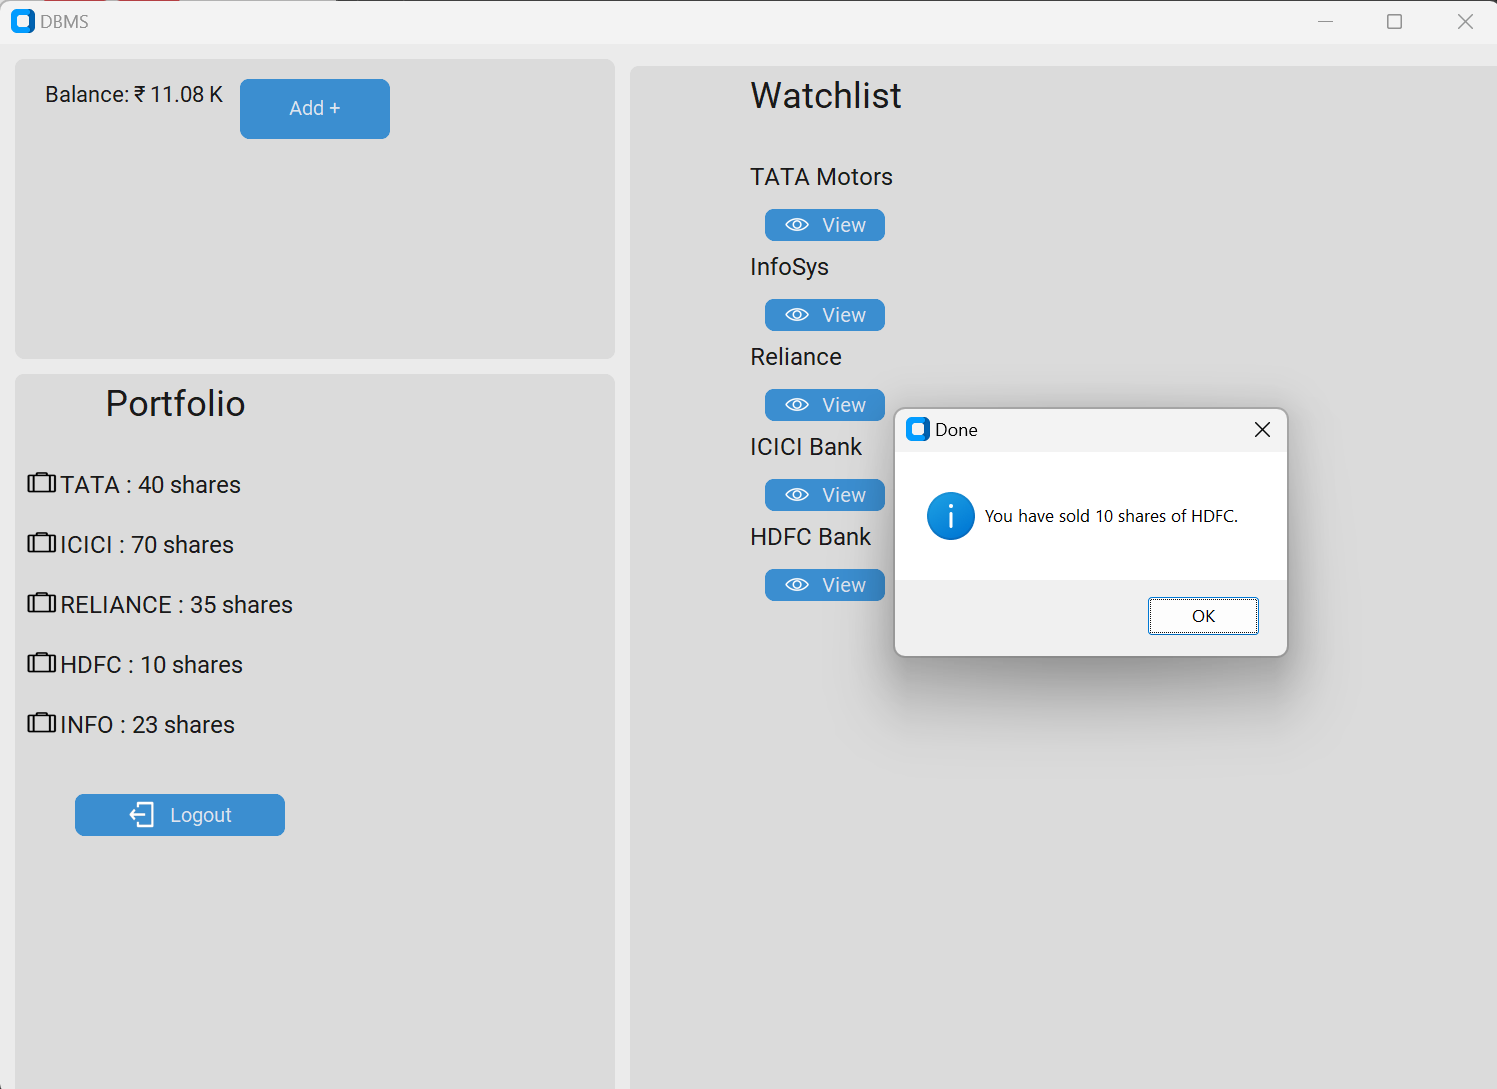 DBMS
Balance: ₹ 11.08 K
Add +
Portfolio
TATA : 40 shares
ICICI : 70 shares
RELIANCE : 35 shares
HDFC : 10 shares
INFO : 23 shares
Logout
Watchlist
TATA Motors
View
InfoSys
View
Reliance
View
ICICI Bank
View
HDFC Bank
View
Done
You have sold 10 shares of HDFC.
OK